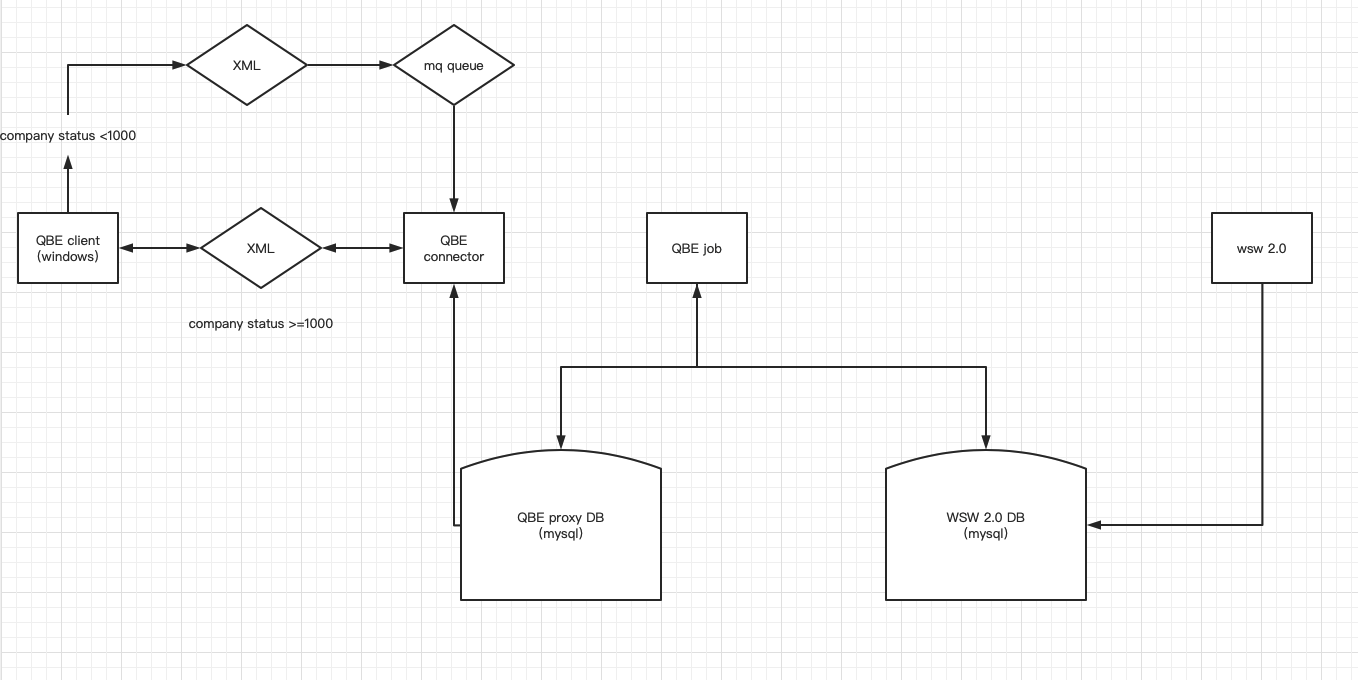 XML
mq queue
company status <1000
QBE client
(windows)
XML
QBE
connector
QBE job
wsw 2.0
company status >=1000
QBE proxy DB
(mysql)
WSW 2.0 DB
(mysql)